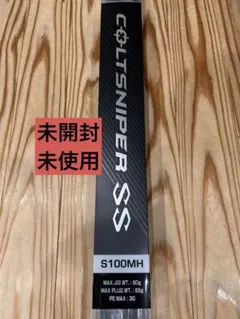 COLTSNIPER SS
未開封
未使用
S100MH
MAX JIG WT. : 80g
MAX PLUG WT. : 65g
PE MAX : 3G